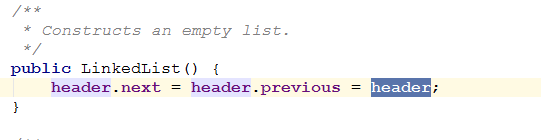 /**
 * Constructs an empty list.
 */
public LinkedList() {
    header.next = header.previous = header;
}